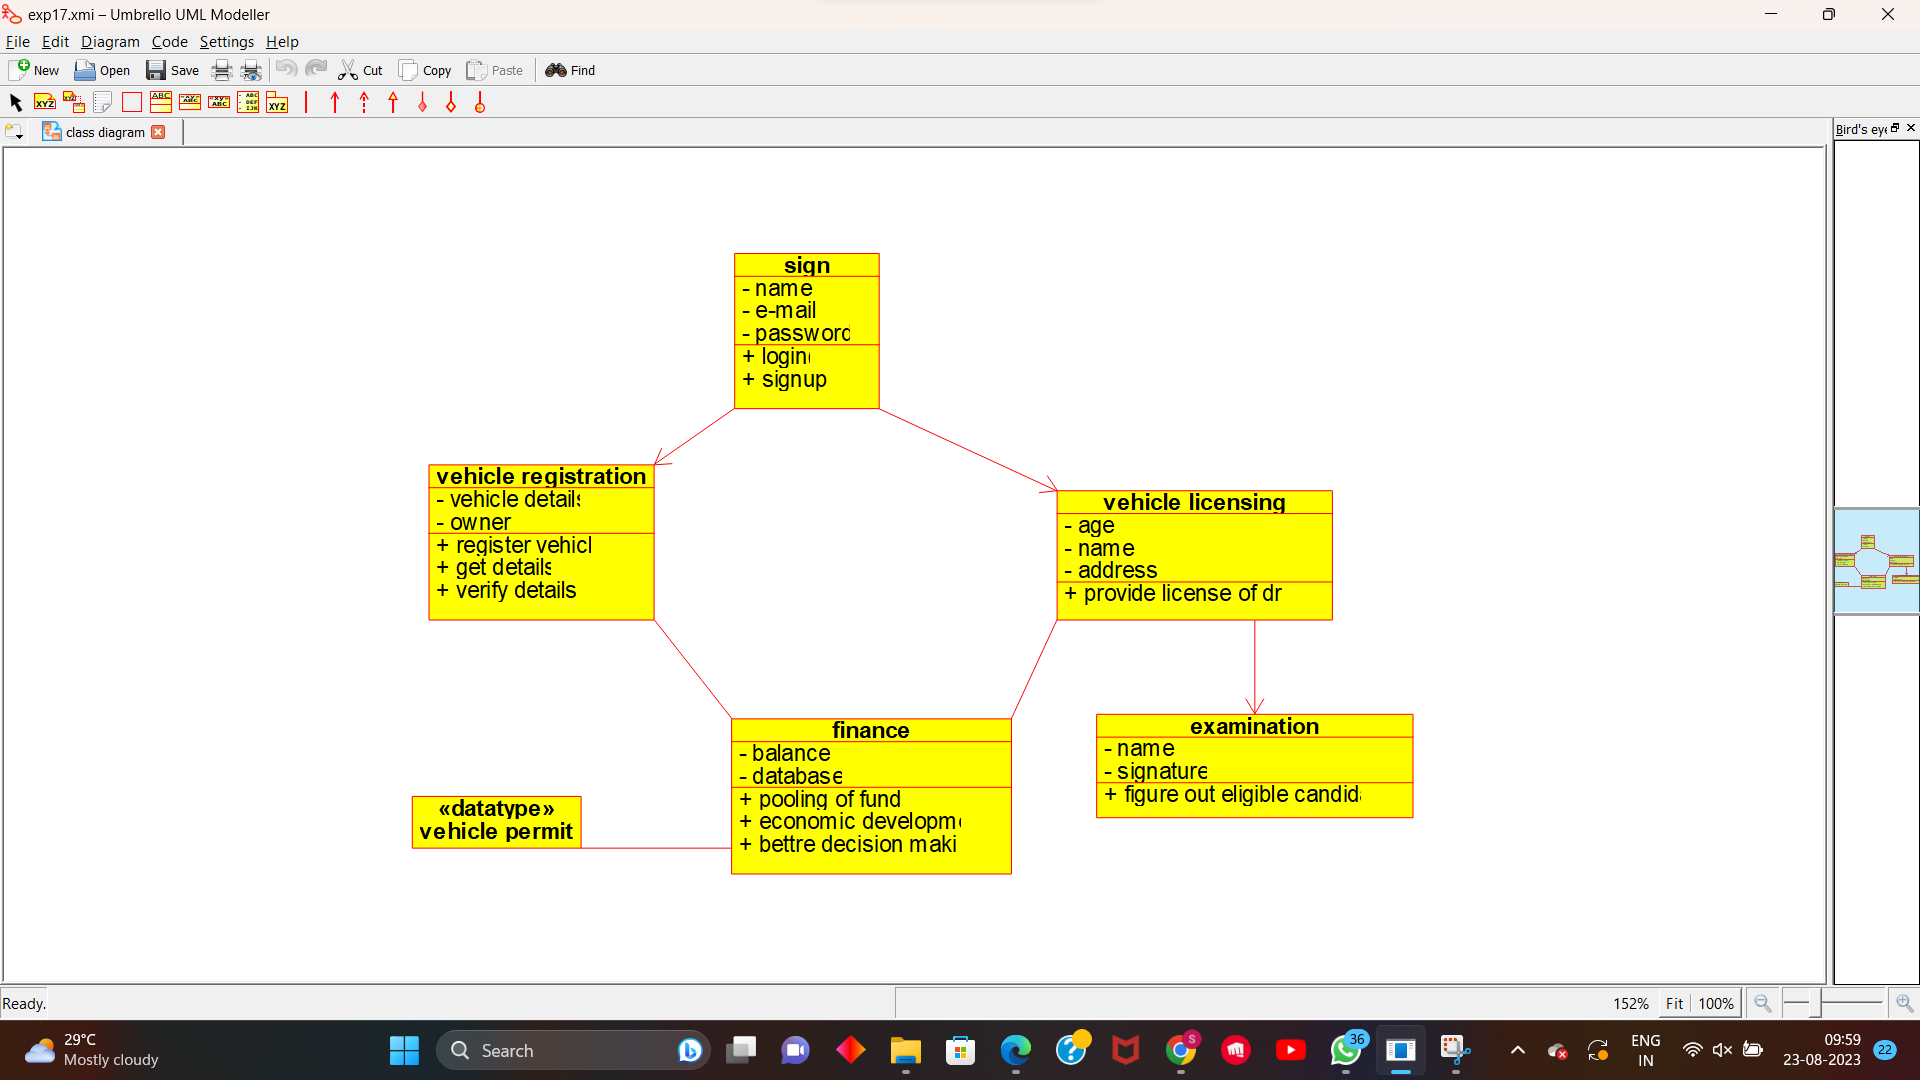 exp17.xmi – Umbrello UML Modeller
File Edit Diagram Code Settings Help
New Open Save Cut Copy Paste Find
class diagram
Bird's eye
sign
- name
- e-mail
- password
+ login
+ signup
vehicle registration
- vehicle details
- owner
+ register vehicl
+ get details
+ verify details
vehicle licensing
- age
- name
- address
+ provide license of dr
finance
- balance
- database
+ pooling of fund
+ economic developme
+ bettre decision maki
examination
- name
- signature
+ figure out eligible candid
«datatype»
vehicle permit
Ready.
152% Fit 100%
29°C
Mostly cloudy
Search
36
ENG
IN
09:59
23-08-2023
22